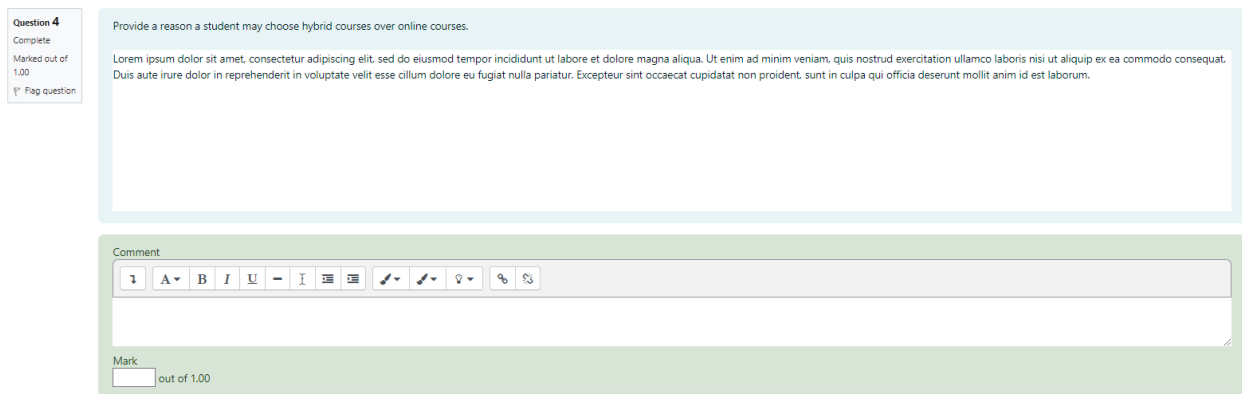 Question 4
Complete
Marked out of
1.00
Flag question
Provide a reason a student may choose hybrid courses over online courses.
Lorem ipsum dolor sit amet, consectetur adipiscing elit, sed do eiusmod tempor incididunt ut labore et dolore magna aliqua. Ut enim ad minim veniam, quis nostrud exercitation ullamco laboris nisi ut aliquip ex ea commodo consequat.
Duis aute irure dolor in reprehenderit in voluptate velit esse cillum dolore eu fugiat nulla pariatur. Excepteur sint occaecat cupidatat non proident, sunt in culpa qui officia deserunt mollit anim id est laborum.
Comment
A B I U
Mark
out of 1.00